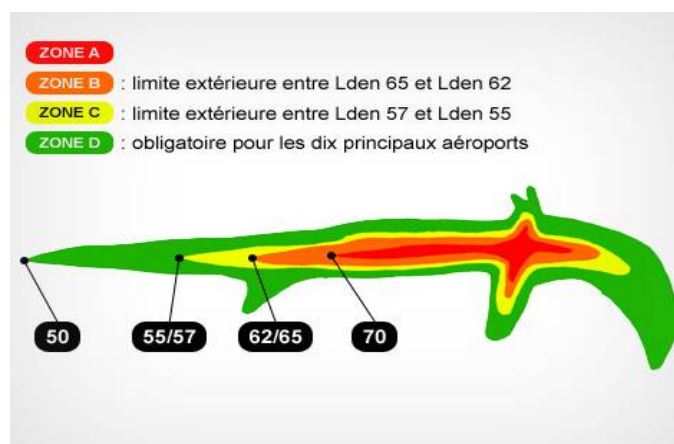 ZONE A
ZONE B : limite extérieure entre Lden 65 et Lden 62
ZONE C : limite extérieure entre Lden 57 et Lden 55
ZONE D : obligatoire pour les dix principaux aéroports
50 55/57 62/65 70